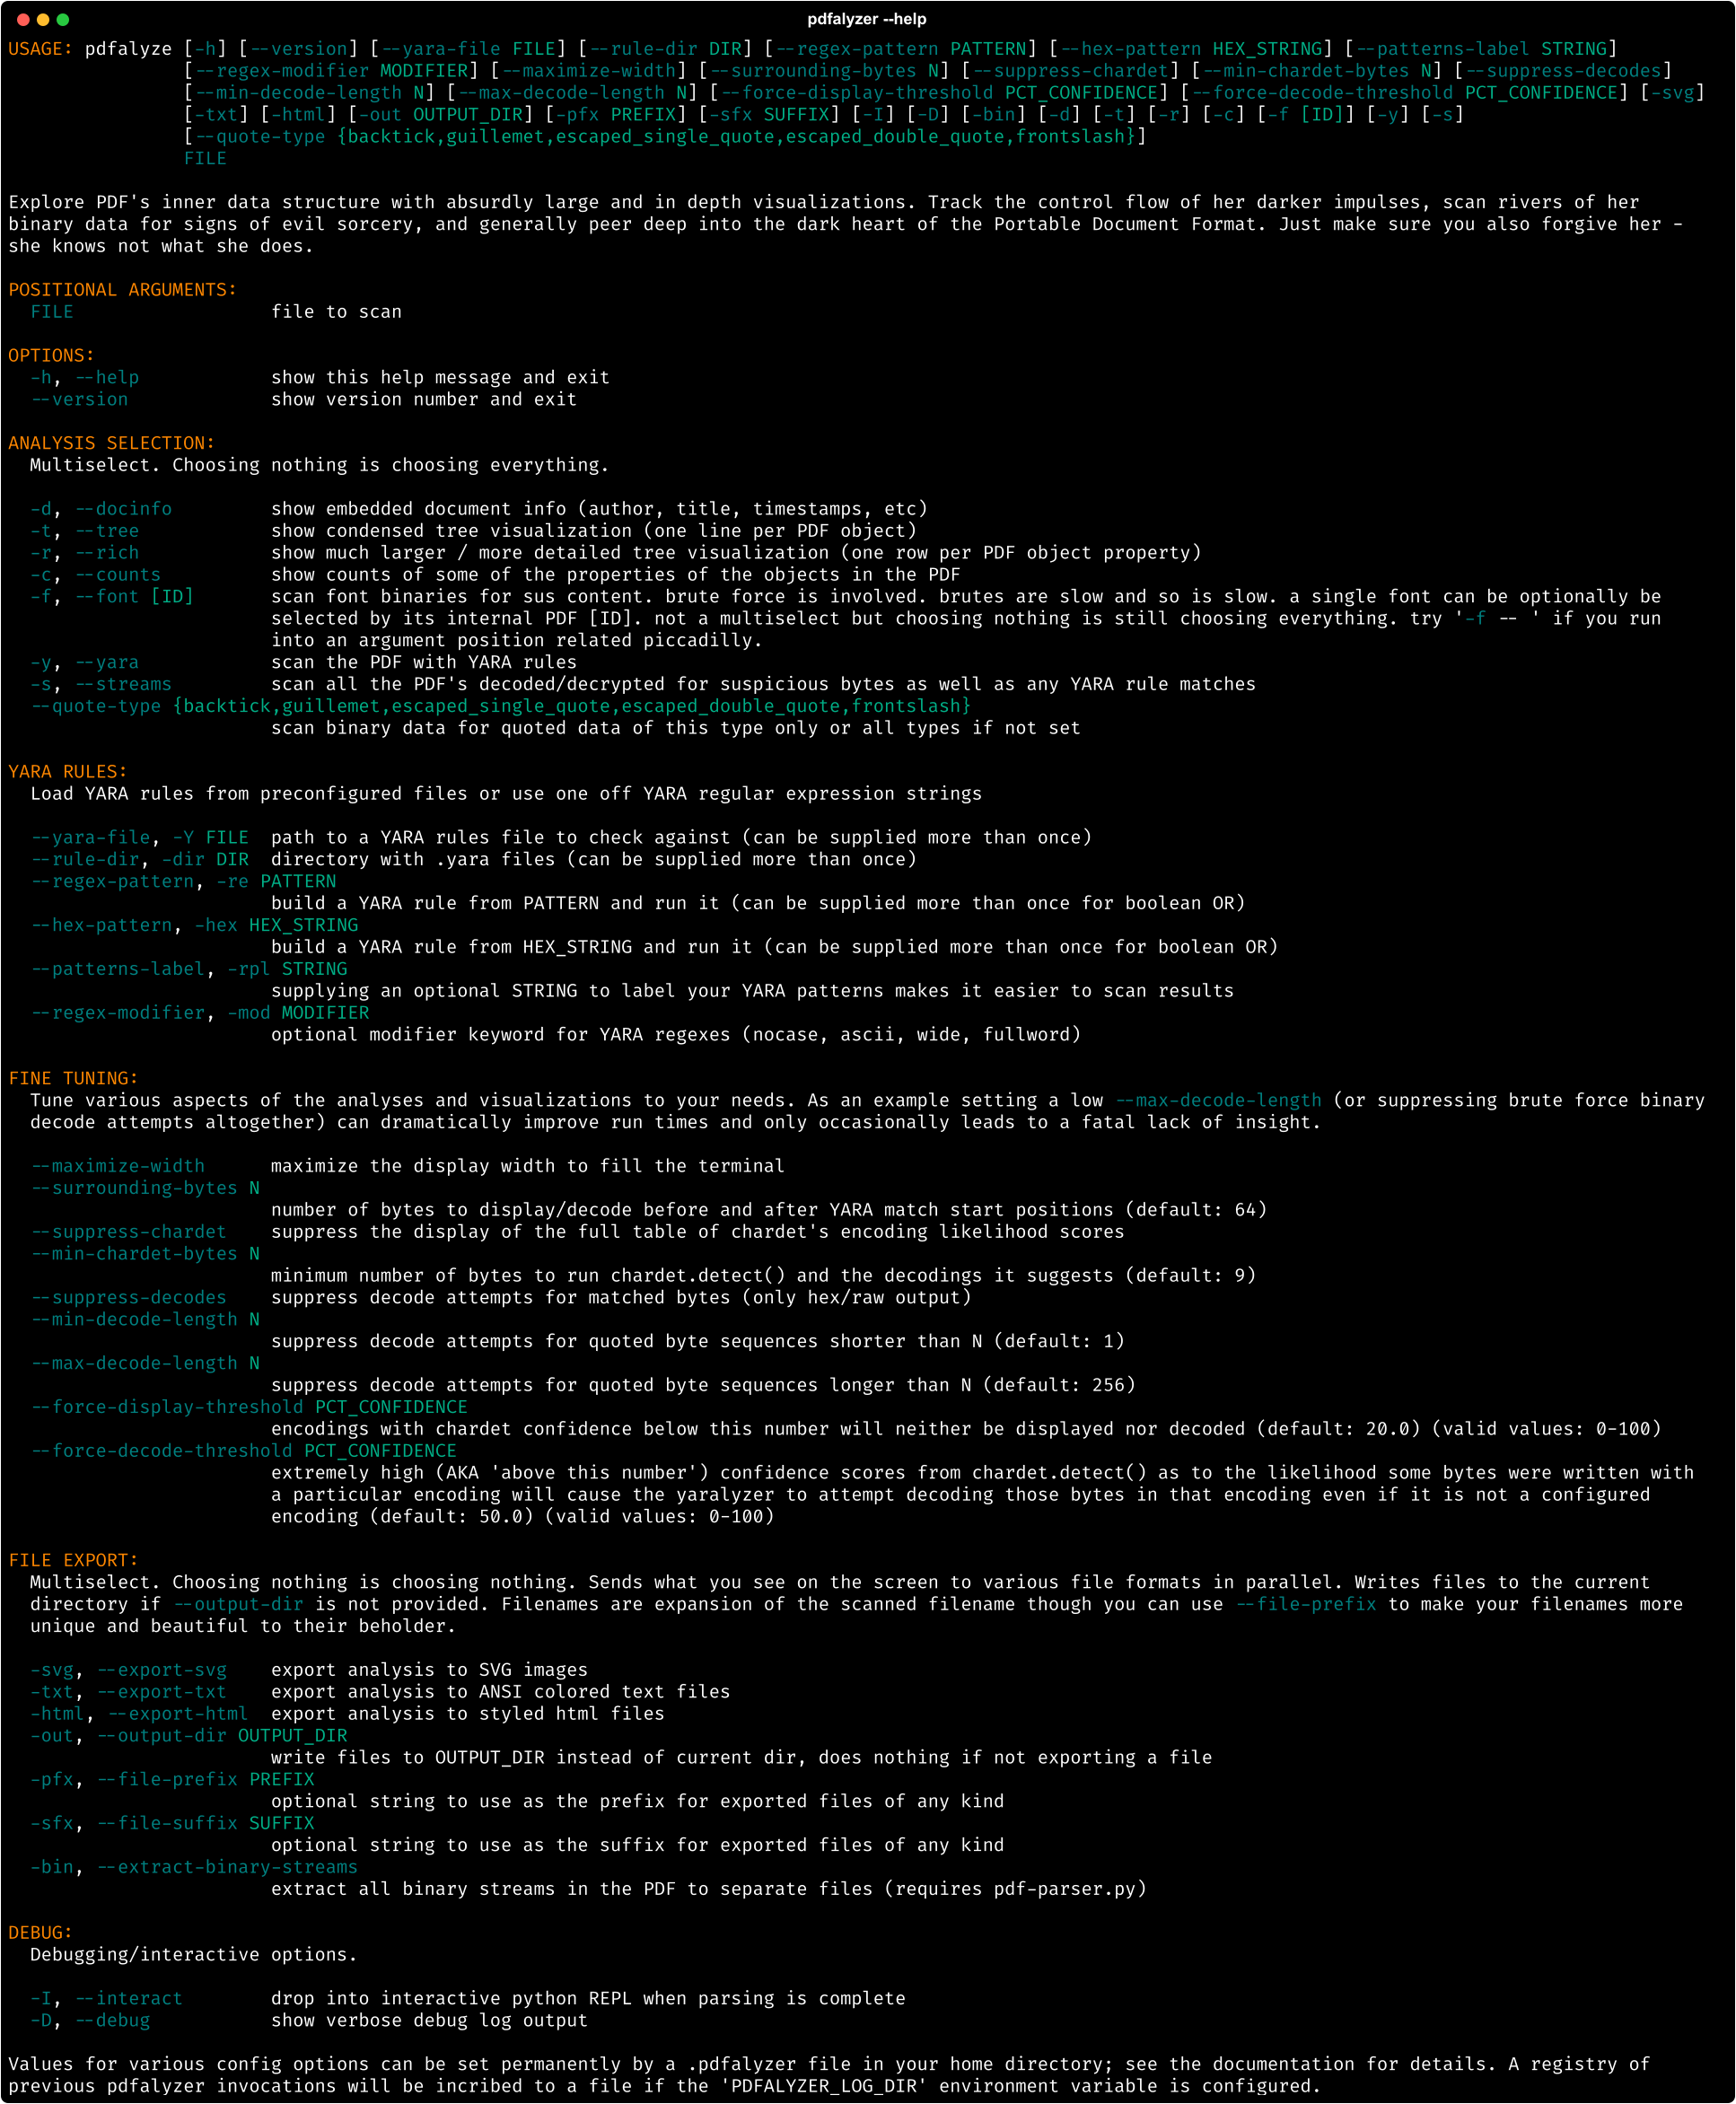 pdfalyzer --help
USAGE: pdfalyze [-h] [--version] [--yara-file FILE] [--rule-dir DIR] [--regex-pattern PATTERN] [--hex-pattern HEX_STRING] [--patterns-label STRING]
[--regex-modifier MODIFIER] [--maximize-width] [--surrounding-bytes N] [--suppress-chardet] [--min-chardet-bytes N] [--suppress-decodes]
[--min-decode-length N] [--max-decode-length N] [--force-display-threshold PCT_CONFIDENCE] [--force-decode-threshold PCT_CONFIDENCE] [-svg]
[-txt] [-html] [-out OUTPUT_DIR] [-pfx PREFIX] [-sfx SUFFIX] [-I] [-D] [-bin] [-d] [-t] [-r] [-c] [-f [ID]] [-y] [-s]
[--quote-type {backtick,guillemet,escaped_single_quote,escaped_double_quote,frontslash}]
FILE
Explore PDF's inner data structure with absurdly large and in depth visualizations. Track the control flow of her darker impulses, scan rivers of her
binary data for signs of evil sorcery, and generally peer deep into the dark heart of the Portable Document Format. Just make sure you also forgive her -
she knows not what she does.
POSITIONAL ARGUMENTS:
FILE file to scan
OPTIONS:
-h, --help show this help message and exit
--version show version number and exit
ANALYSIS SELECTION:
Multiselect. Choosing nothing is choosing everything.
-d, --docinfo show embedded document info (author, title, timestamps, etc)
-t, --tree show condensed tree visualization (one line per PDF object)
-r, --rich show much larger / more detailed tree visualization (one row per PDF object property)
-c, --counts show counts of some of the properties of the objects in the PDF
-f, --font [ID] scan font binaries for sus content. brute force is involved. brutes are slow and so is slow. a single font can be optionally be
selected by its internal PDF [ID]. not a multiselect but choosing nothing is still choosing everything. try '-f -- ' if you run
into an argument position related piccadilly.
-y, --yara scan the PDF with YARA rules
-s, --streams scan all the PDF's decoded/decrypted for suspicious bytes as well as any YARA rule matches
--quote-type {backtick,guillemet,escaped_single_quote,escaped_double_quote,frontslash}
scan binary data for quoted data of this type only or all types if not set
YARA RULES:
Load YARA rules from preconfigured files or use one off YARA regular expression strings
--yara-file, -Y FILE path to a YARA rules file to check against (can be supplied more than once)
--rule-dir, -dir DIR directory with .yara files (can be supplied more than once)
--regex-pattern, -re PATTERN
build a YARA rule from PATTERN and run it (can be supplied more than once for boolean OR)
--hex-pattern, -hex HEX_STRING
build a YARA rule from HEX_STRING and run it (can be supplied more than once for boolean OR)
--patterns-label, -rpl STRING
supplying an optional STRING to label your YARA patterns makes it easier to scan results
--regex-modifier, -mod MODIFIER
optional modifier keyword for YARA regexes (nocase, ascii, wide, fullword)
FINE TUNING:
Tune various aspects of the analyses and visualizations to your needs. As an example setting a low --max-decode-length (or suppressing brute force binary
decode attempts altogether) can dramatically improve run times and only occasionally leads to a fatal lack of insight.
--maximize-width maximize the display width to fill the terminal
--surrounding-bytes N
number of bytes to display/decode before and after YARA match start positions (default: 64)
--suppress-chardet suppress the display of the full table of chardet's encoding likelihood scores
--min-chardet-bytes N
minimum number of bytes to run chardet.detect() and the decodings it suggests (default: 9)
--suppress-decodes suppress decode attempts for matched bytes (only hex/raw output)
--min-decode-length N
suppress decode attempts for quoted byte sequences shorter than N (default: 1)
--max-decode-length N
suppress decode attempts for quoted byte sequences longer than N (default: 256)
--force-display-threshold PCT_CONFIDENCE
encodings with chardet confidence below this number will neither be displayed nor decoded (default: 20.0) (valid values: 0-100)
--force-decode-threshold PCT_CONFIDENCE
extremely high (AKA 'above this number') confidence scores from chardet.detect() as to the likelihood some bytes were written with
a particular encoding will cause the yaralyzer to attempt decoding those bytes in that encoding even if it is not a configured
encoding (default: 50.0) (valid values: 0-100)
FILE EXPORT:
Multiselect. Choosing nothing is choosing nothing. Sends what you see on the screen to various file formats in parallel. Writes files to the current
directory if --output-dir is not provided. Filenames are expansion of the scanned filename though you can use --file-prefix to make your filenames more
unique and beautiful to their beholder.
-svg, --export-svg export analysis to SVG images
-txt, --export-txt export analysis to ANSI colored text files
-html, --export-html export analysis to styled html files
-out, --output-dir OUTPUT_DIR
write files to OUTPUT_DIR instead of current dir, does nothing if not exporting a file
-pfx, --file-prefix PREFIX
optional string to use as the prefix for exported files of any kind
-sfx, --file-suffix SUFFIX
optional string to use as the suffix for exported files of any kind
-bin, --extract-binary-streams
extract all binary streams in the PDF to separate files (requires pdf-parser.py)
DEBUG:
Debugging/interactive options.
-I, --interact drop into interactive python REPL when parsing is complete
-D, --debug show verbose debug log output
Values for various config options can be set permanently by a .pdfalyzer file in your home directory; see the documentation for details. A registry of
previous pdfalyzer invocations will be incribed to a file if the 'PDFALYZER_LOG_DIR' environment variable is configured.